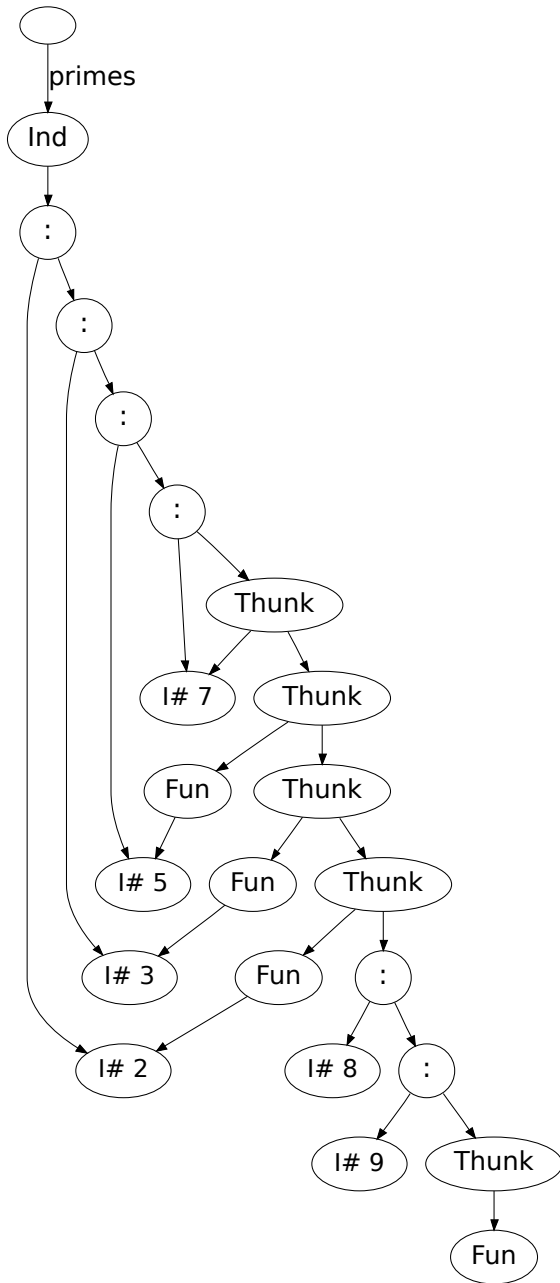 primes
Ind
:
:
:
:
Thunk
I# 7
Thunk
Fun
Thunk
I# 5
Fun
Thunk
I# 3
Fun
:
I# 2
I# 8
:
I# 9
Thunk
Fun